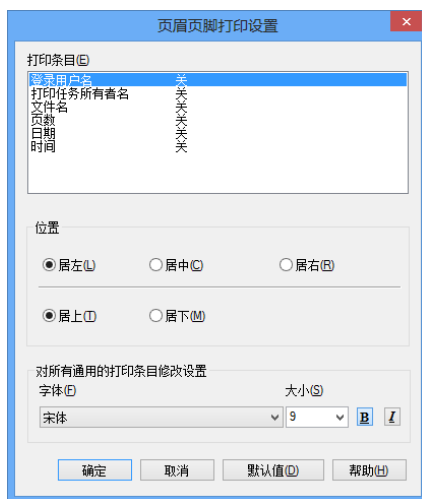 页眉页脚打印设置
打印条目(E)
登录用户名 关
打印任务所有者名 关
文件名 关
页数 关
日期 关
时间 关
位置
居左(L) 居中(C) 居右(R)
居上(T) 居下(M)
对所有通用的打印条目修改设置
字体(F) 大小(S)
宋体 9 B I
确定 取消 默认值(D) 帮助(H)